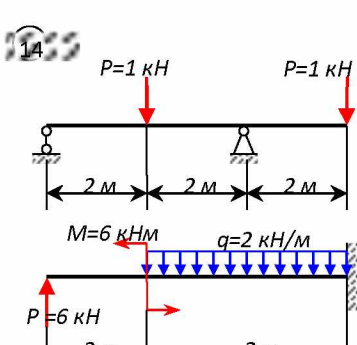 14
P=1 кН P=1 кН
2 м 2 м 2 м
M=6 кНм
q=2 кН/м
P=6 кН